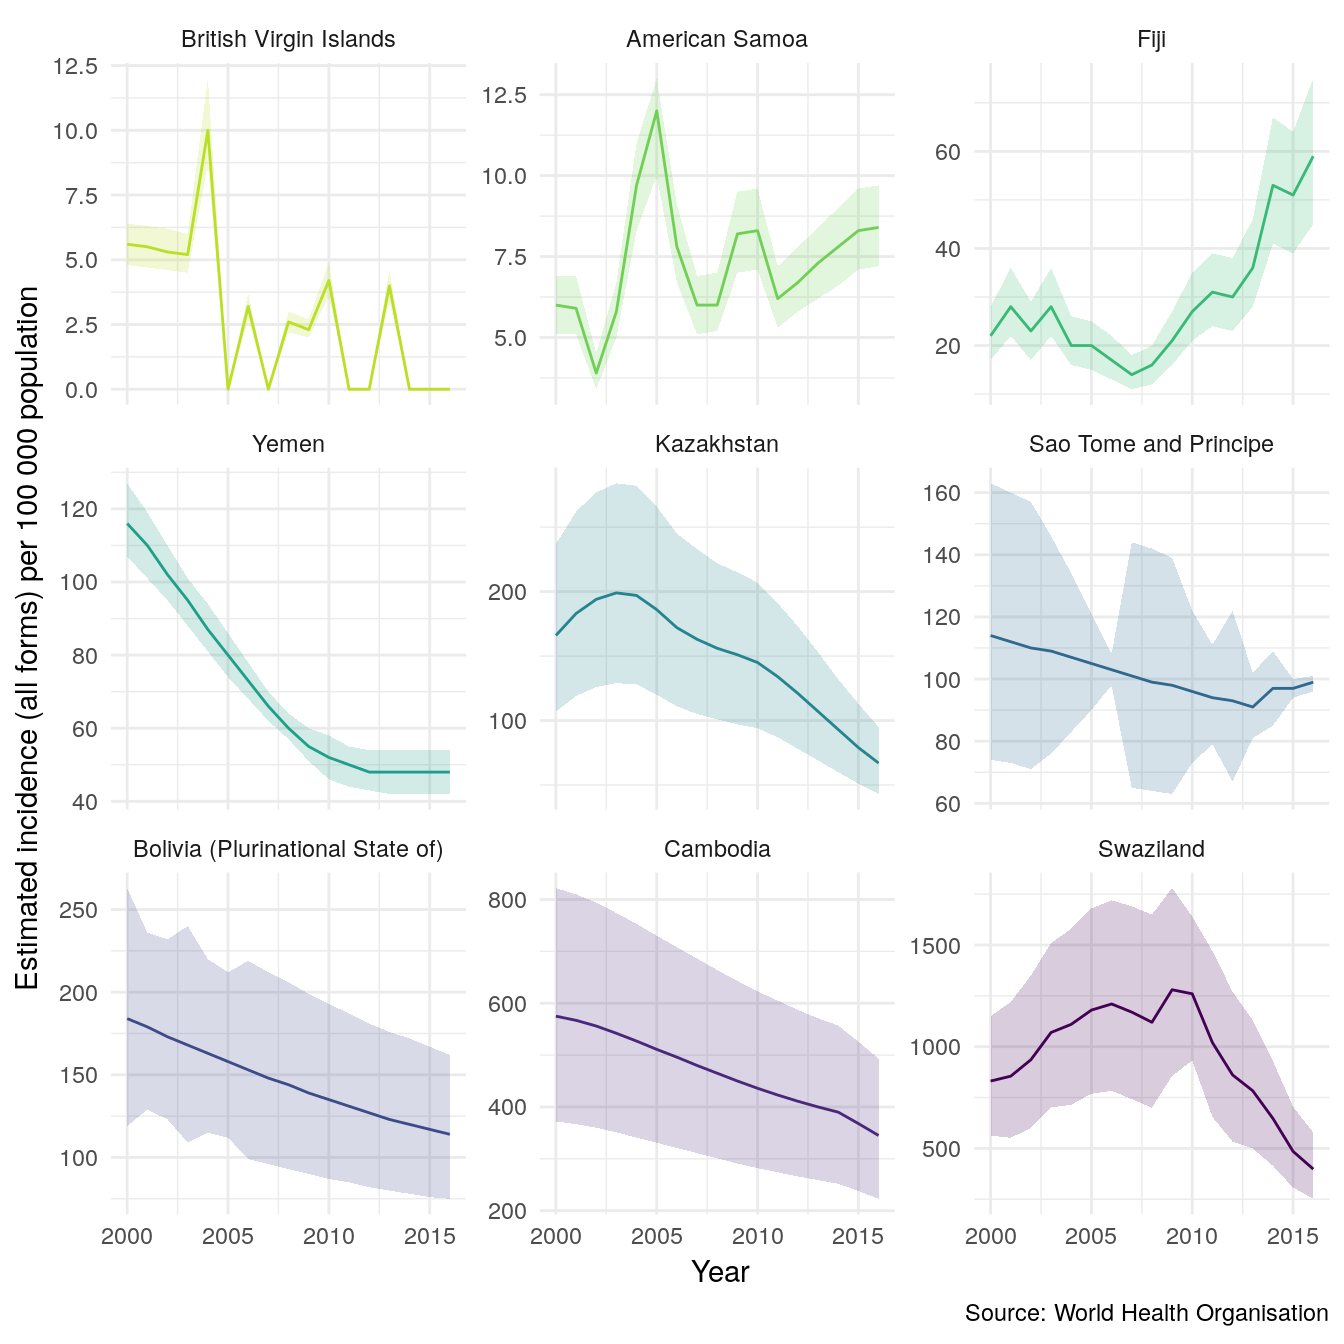 British Virgin Islands
American Samoa
Fiji
12.5
10.0
7.5
5.0
2.5
0.0
12.5
10.0
7.5
5.0
60
40
20
Yemen
Kazakhstan
Sao Tome and Principe
120
100
80
60
40
200
100
160
140
120
100
80
60
Bolivia (Plurinational State of)
Cambodia
Swaziland
250
200
150
100
800
600
400
200
1500
1000
500
2000 2005 2010 2015
2000 2005 2010 2015
2000 2005 2010 2015
Estimated incidence (all forms) per 100 000 population
Year
Source: World Health Organisation